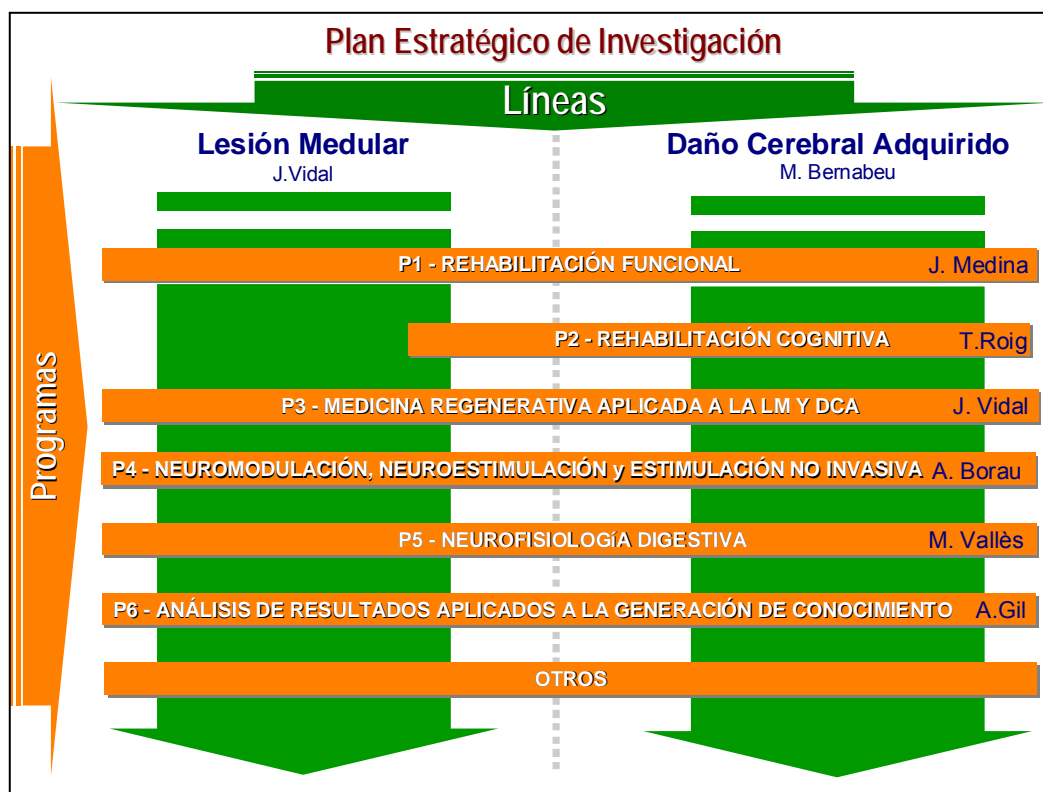 Plan Estratégico de Investigación
Líneas
Lesión Medular
J.Vidal
Daño Cerebral Adquirido
M. Bernabeu
Programas
P1 - REHABILITACIÓN FUNCIONAL J. Medina
P2 - REHABILITACIÓN COGNITIVA T.Roig
P3 - MEDICINA REGENERATIVA APLICADA A LA LM Y DCA J. Vidal
P4 - NEUROMODULACIÓN, NEUROESTIMULACIÓN y ESTIMULACIÓN NO INVASIVA A. Borau
P5 - NEUROFISIOLOGíA DIGESTIVA M. Vallès
P6 - ANÁLISIS DE RESULTADOS APLICADOS A LA GENERACIÓN DE CONOCIMIENTO A.Gil
OTROS